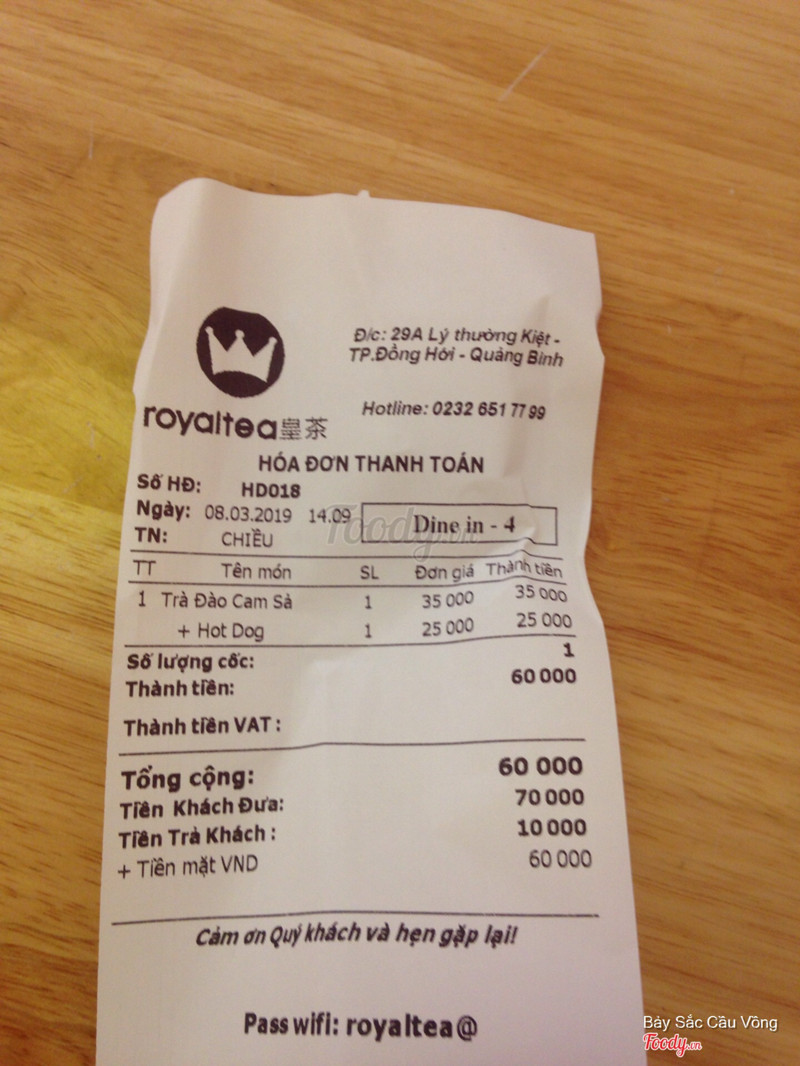 Đ/c: 29A Lý thường Kiệt -
TP.Đồng Hới - Quảng Bình
Hotline: 0232 651 77 99
royaltea皇茶
HÓA ĐƠN THANH TOÁN
Số HĐ: HD018
Ngày: 08.03.2019 14.09 Dine in - 4
TN: CHIỀU
Foody.vn
TT Tên món SL Đơn giá Thành tiền
1 Trà Đào Cam Sả 1 35 000 35 000
+ Hot Dog 1 25 000 25 000
Số lượng cốc: 1
Thành tiền: 60 000
Thành tiền VAT :
Tổng cộng: 60 000
Tiền Khách Đưa: 70 000
Tiền Trả Khách : 10 000
+ Tiền mặt VND 60 000
Cảm ơn Quý khách và hẹn gặp lại!
Pass wifi: royaltea@
Bảy Sắc Cầu Vồng
Foody.vn